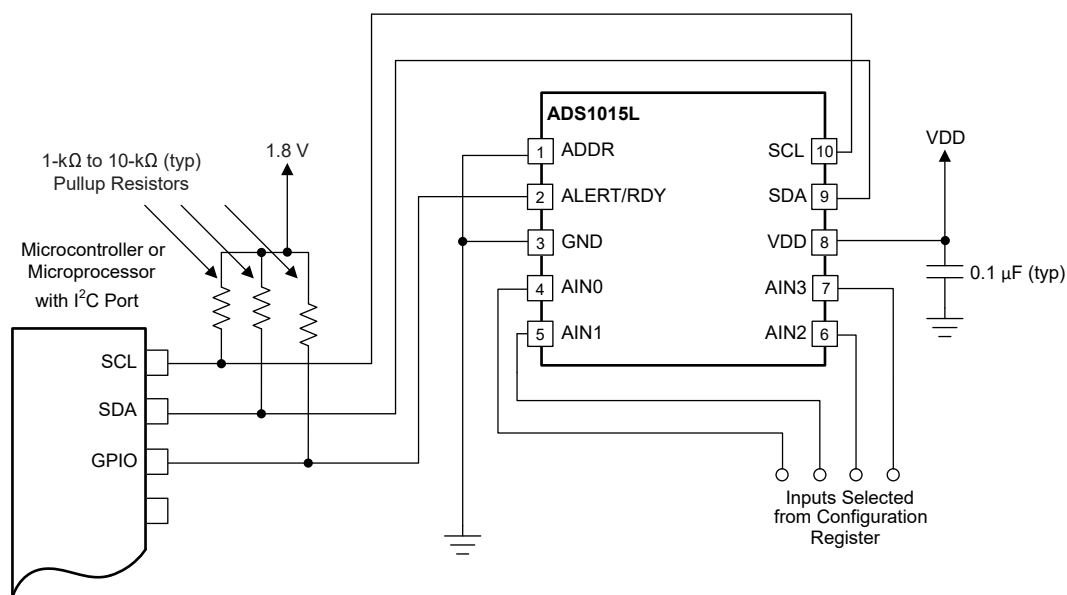 ADS1015L
1 ADDR
2 ALERT/RDY
3 GND
4 AIN0
5 AIN1
SCL 10
SDA 9
VDD 8
AIN3 7
AIN2 6
VDD
0.1 µF (typ)
1-kΩ to 10-kΩ (typ)
Pullup Resistors
1.8 V
Microcontroller or
Microprocessor
with I²C Port
SCL
SDA
GPIO
Inputs Selected
from Configuration
Register